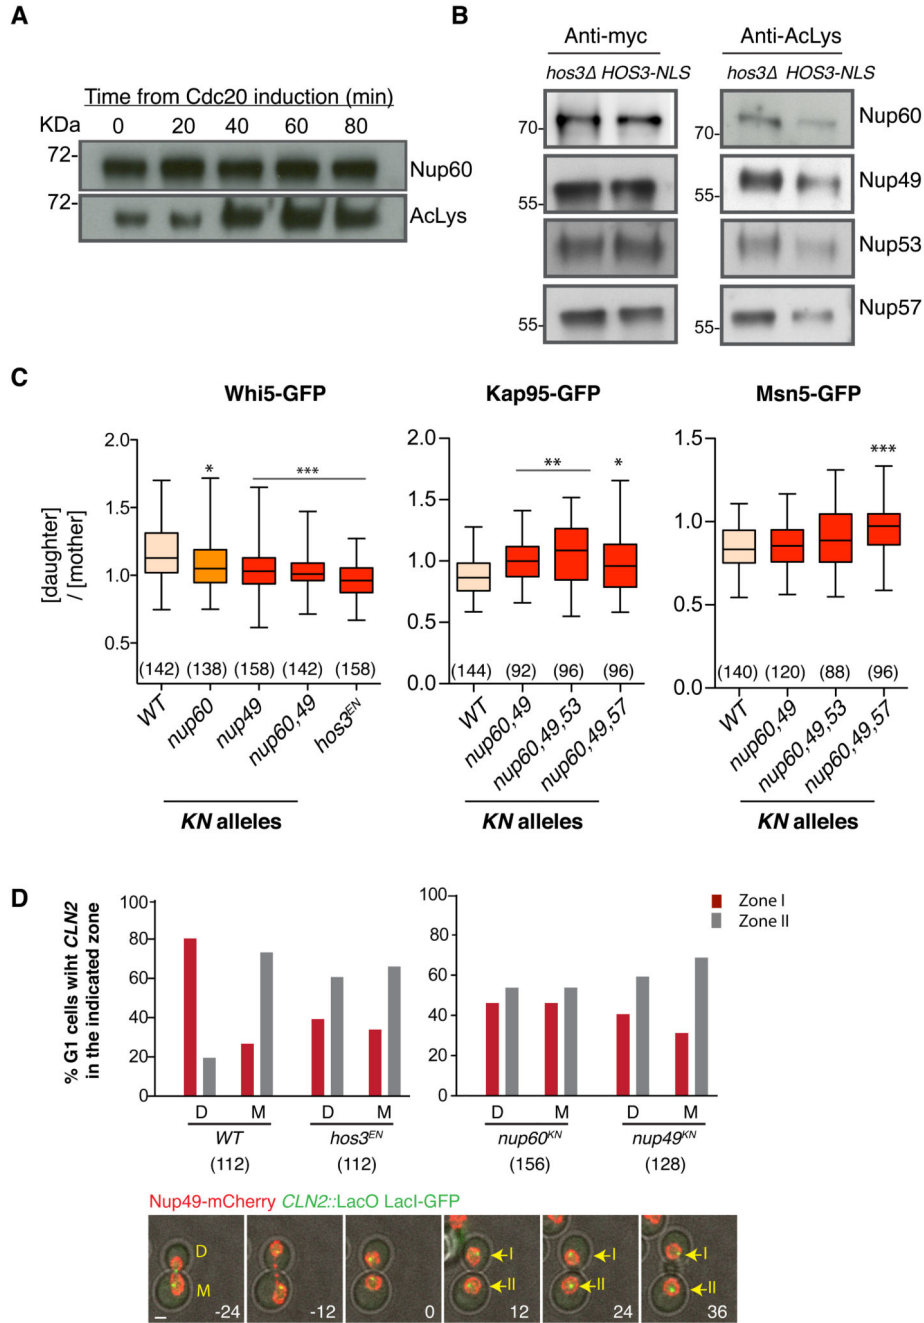 A
Time from Cdc20 induction (min)
KDa 0 20 40 60 80
72- Nup60
72- AcLys
B
Anti-myc Anti-AcLys
hos3Δ HOS3-NLS hos3Δ HOS3-NLS
70- 70- Nup60
55- 55- Nup49
Nup53
55- 55- Nup57
C
Whi5-GFP
[daughter] / [mother]
2.0
1.5
1.0
0.5
* ***
(142) (138) (158) (142) (158)
WT nup60 nup49 nup60,49 hos3EN
KN alleles
Kap95-GFP
2.0
1.5
1.0
0.5
0.0
** *
(144) (92) (96) (96)
WT nup60,49 nup60,49,53 nup60,49,57
KN alleles
Msn5-GFP
1.5
1.0
0.5
0.0
***
(140) (120) (88) (96)
WT nup60,49 nup60,49,53 nup60,49,57
KN alleles
D
% G1 cells wiht CLN2
in the indicated zone
100
80
60
40
20
0
D M D M
WT hos3EN
(112) (112)
100
80
60
40
20
0
D M D M
nup60KN nup49KN
(156) (128)
Zone I
Zone II
Nup49-mCherry CLN2::LacO LacI-GFP
D
M
-24
-12
0
I
II
12
I
II
24
I
II
36